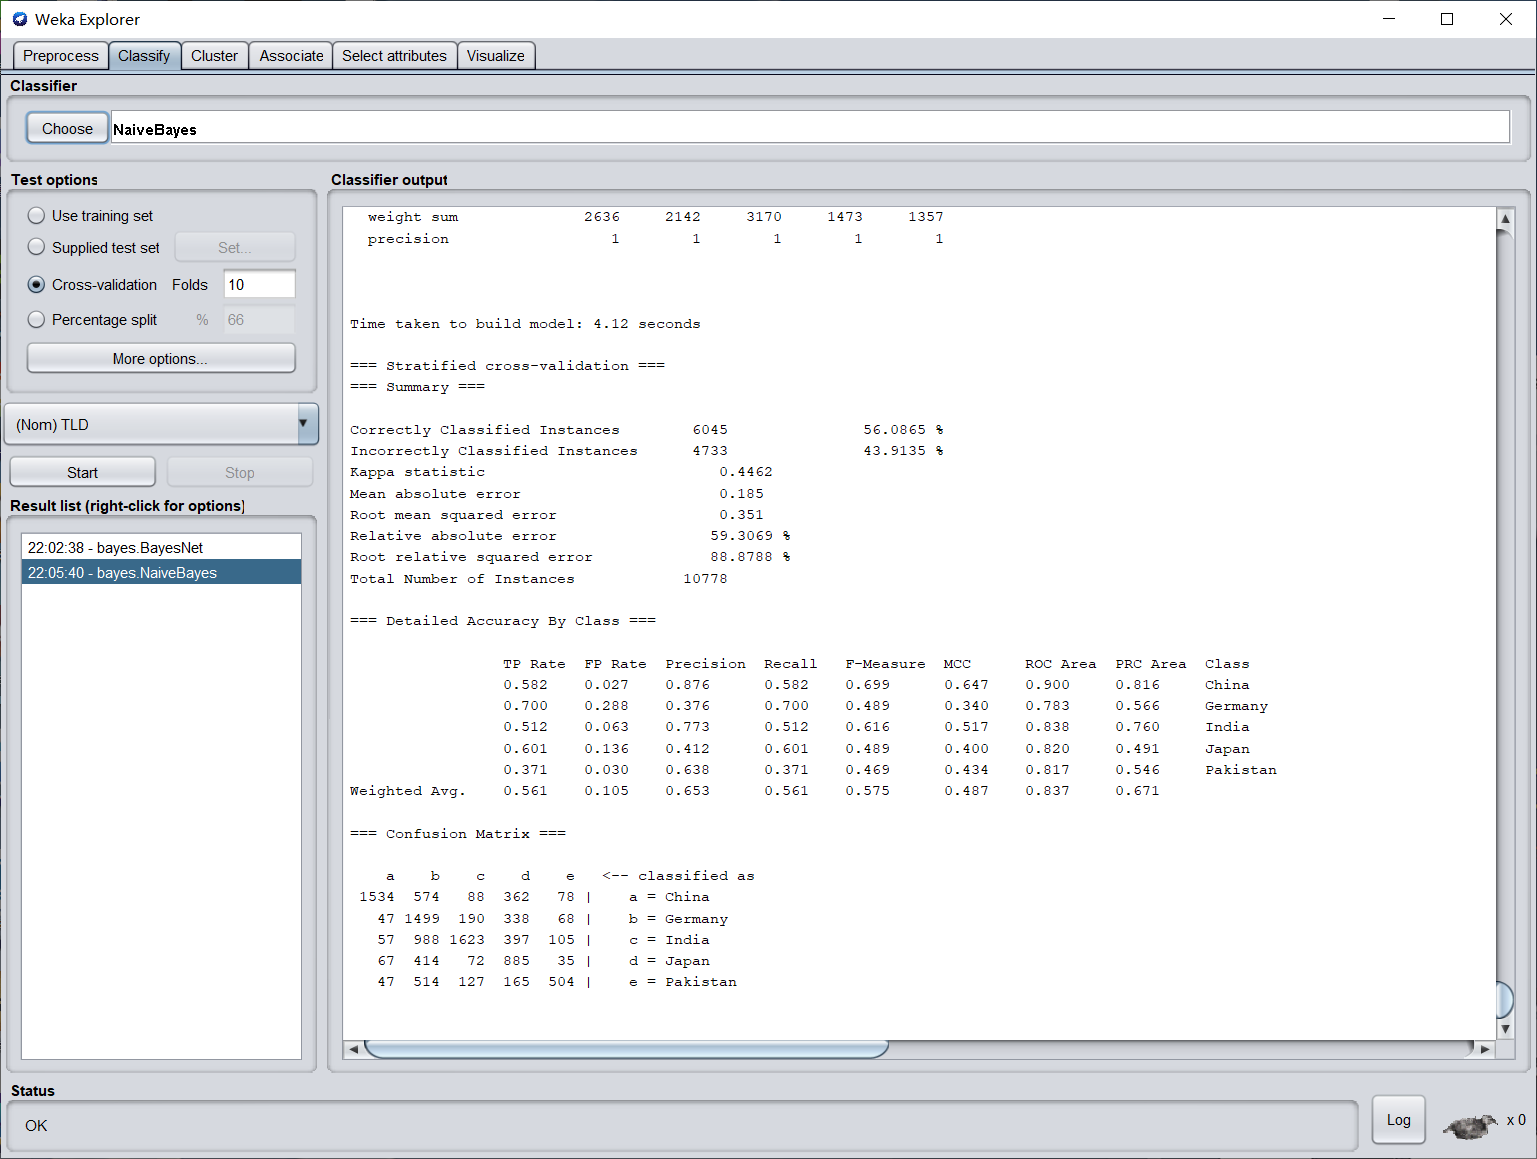 Weka Explorer
Preprocess Classify Cluster Associate Select attributes Visualize
Classifier
Choose NaiveBayes
Test options
Use training set
Supplied test set Set...
Cross-validation Folds 10
Percentage split % 66
More options...
(Nom) TLD
Start Stop
Result list (right-click for options)
22:02:38 - bayes.BayesNet
22:05:40 - bayes.NaiveBayes
Classifier output
weight sum 2636 2142 3170 1473 1357
precision 1 1 1 1 1
Time taken to build model: 4.12 seconds
=== Stratified cross-validation ===
=== Summary ===
Correctly Classified Instances 6045 56.0865 %
Incorrectly Classified Instances 4733 43.9135 %
Kappa statistic 0.4462
Mean absolute error 0.185
Root mean squared error 0.351
Relative absolute error 59.3069 %
Root relative squared error 88.8788 %
Total Number of Instances 10778
=== Detailed Accuracy By Class ===
TP Rate FP Rate Precision Recall F-Measure MCC ROC Area PRC Area Class
0.582 0.027 0.876 0.582 0.699 0.647 0.900 0.816 China
0.700 0.288 0.376 0.700 0.489 0.340 0.783 0.566 Germany
0.512 0.063 0.773 0.512 0.616 0.517 0.838 0.760 India
0.601 0.136 0.412 0.601 0.489 0.400 0.820 0.491 Japan
0.371 0.030 0.638 0.371 0.469 0.434 0.817 0.546 Pakistan
Weighted Avg. 0.561 0.105 0.653 0.561 0.575 0.487 0.837 0.671
=== Confusion Matrix ===
a b c d e <-- classified as
1534 574 88 362 78 | a = China
47 1499 190 338 68 | b = Germany
57 988 1623 397 105 | c = India
67 414 72 885 35 | d = Japan
47 514 127 165 504 | e = Pakistan
Status
OK
Log
x 0